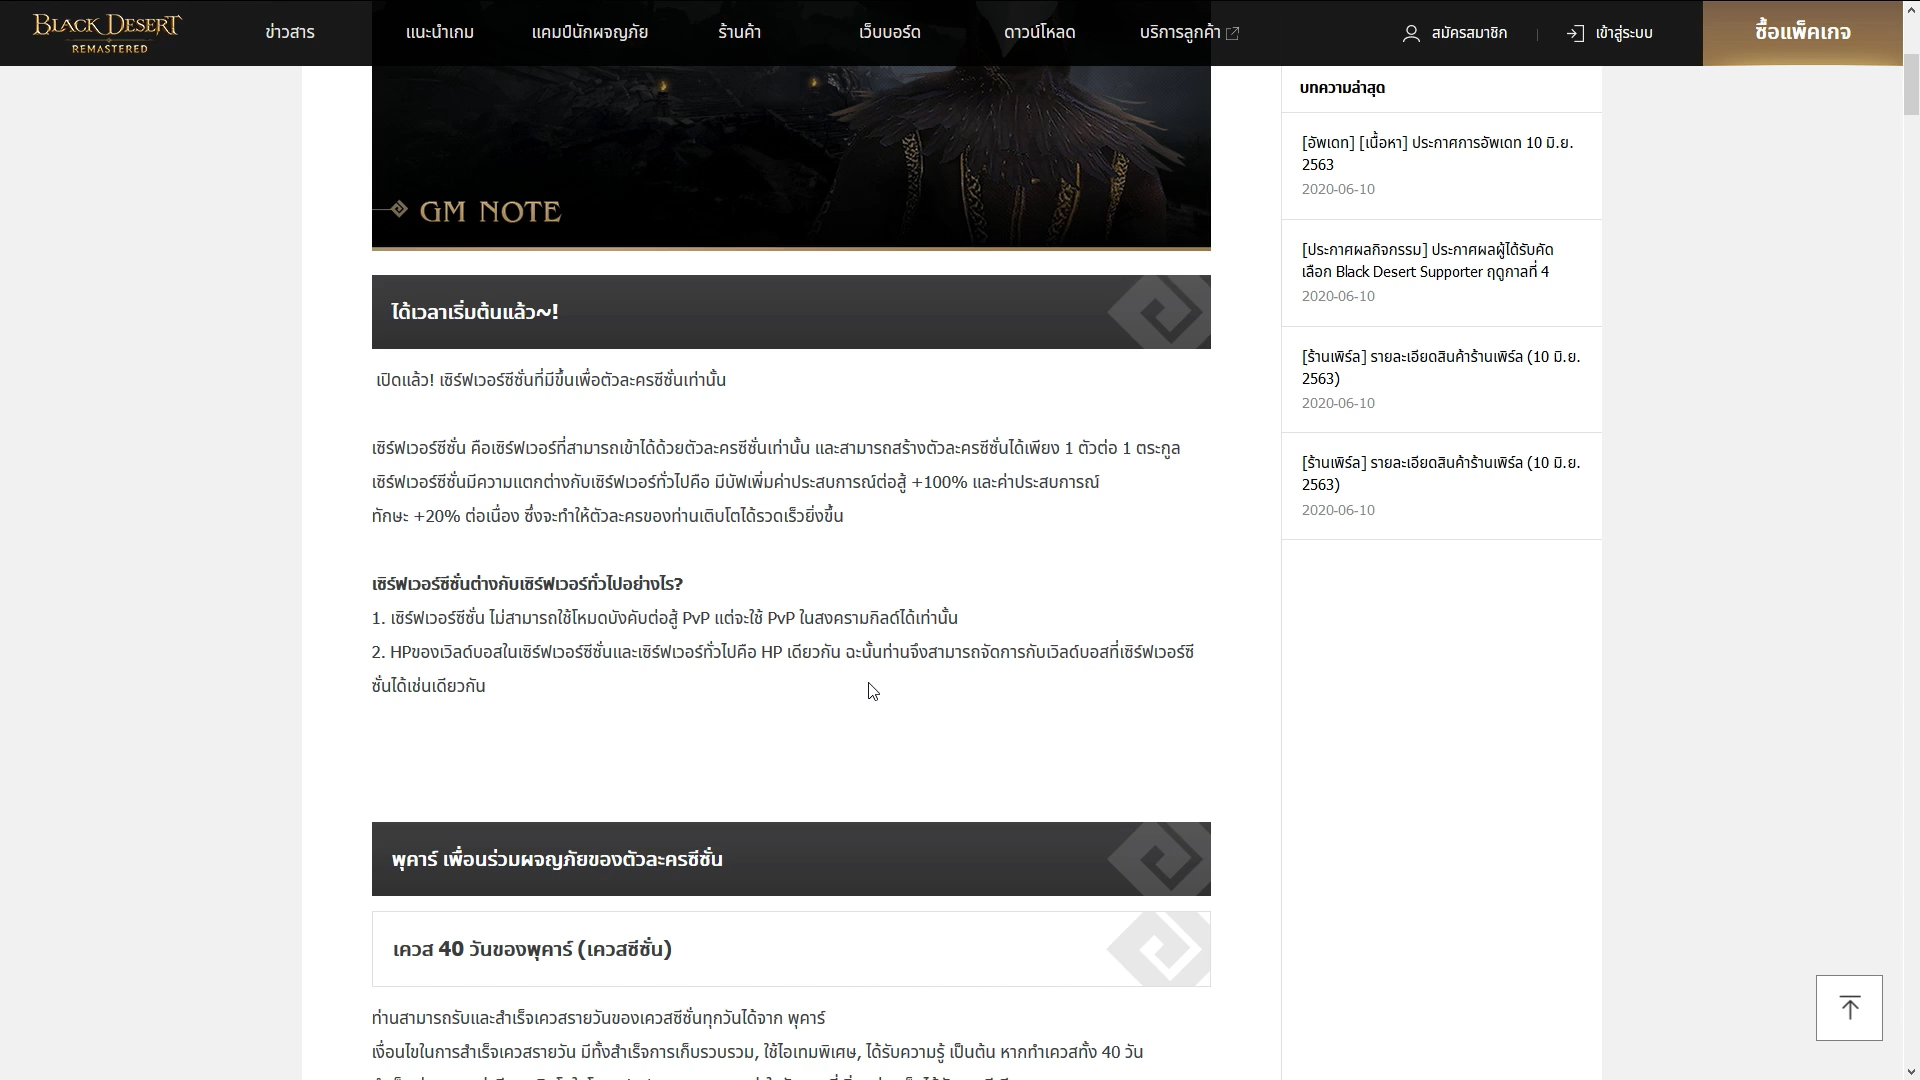 BLACK DESERT
REMASTERED
ข่าวสาร
แนะนำเกม
แคมป์นักผจญภัย
ร้านค้า
เว็บบอร์ด
ดาวน์โหลด
บริการลูกค้า
สมัครสมาชิก
เข้าสู่ระบบ
ซื้อแพ็คเกจ
GM NOTE
ได้เวลาเริ่มต้นแล้ว~!
เปิดแล้ว! เซิร์ฟเวอร์ซีซั่นที่มีขึ้นเพื่อตัวละครซีซั่นเท่านั้น
เซิร์ฟเวอร์ซีซั่น คือเซิร์ฟเวอร์ที่สามารถเข้าได้ด้วยตัวละครซีซั่นเท่านั้น และสามารถสร้างตัวละครซีซั่นได้เพียง 1 ตัวต่อ 1 ตระกูล
เซิร์ฟเวอร์ซีซั่นมีความแตกต่างกับเซิร์ฟเวอร์ทั่วไปคือ มีบัฟเพิ่มค่าประสบการณ์ต่อสู้ +100% และค่าประสบการณ์
ทักษะ +20% ต่อเนื่อง ซึ่งจะทำให้ตัวละครของท่านเติบโตได้รวดเร็วยิ่งขึ้น
เซิร์ฟเวอร์ซีซั่นต่างกับเซิร์ฟเวอร์ทั่วไปอย่างไร?
1. เซิร์ฟเวอร์ซีซั่น ไม่สามารถใช้โหมดบังคับต่อสู้ PvP แต่จะใช้ PvP ในสงครามกิลด์ได้เท่านั้น
2. HPของเวิลด์บอสในเซิร์ฟเวอร์ซีซั่นและเซิร์ฟเวอร์ทั่วไปคือ HP เดียวกัน ฉะนั้นท่านจึงสามารถจัดการกับเวิลด์บอสที่เซิร์ฟเวอร์ซี
ซั่นได้เช่นเดียวกัน
พุคาร์ เพื่อนร่วมผจญภัยของตัวละครซีซั่น
เควส 40 วันของพุคาร์ (เควสซีซั่น)
ท่านสามารถรับและสำเร็จเควสรายวันของเควสซีซั่นทุกวันได้จาก พุคาร์
เงื่อนไขในการสำเร็จเควสรายวัน มีทั้งสำเร็จการเก็บรวบรวม, ใช้ไอเทมพิเศษ, ได้รับความรู้ เป็นต้น หากทำเควสทั้ง 40 วัน
บทความล่าสุด
[อัพเดท] [เนื้อหา] ประกาศการอัพเดท 10 มิ.ย.
2563
2020-06-10
[ประกาศผลกิจกรรม] ประกาศผลผู้ได้รับคัด
เลือก Black Desert Supporter ฤดูกาลที่ 4
2020-06-10
[ร้านเพิร์ล] รายละเอียดสินค้าร้านเพิร์ล (10 มิ.ย.
2563)
2020-06-10
[ร้านเพิร์ล] รายละเอียดสินค้าร้านเพิร์ล (10 มิ.ย.
2563)
2020-06-10